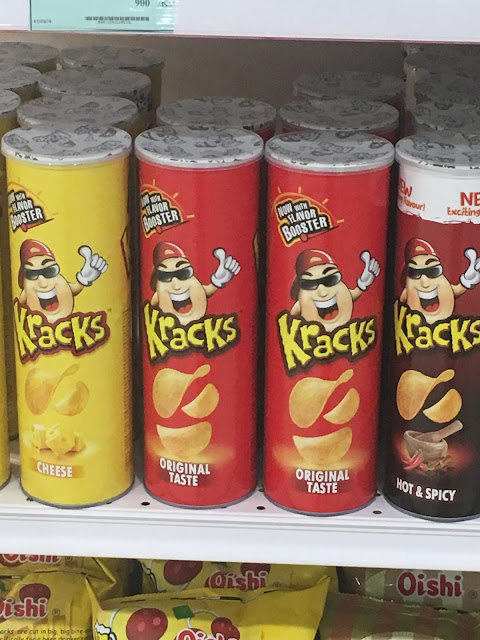 900
NOW WITH
FLAVOR
BOOSTER
Kracks
CHEESE
NOW WITH
FLAVOR
BOOSTER
Kracks
ORIGINAL
TASTE
NOW WITH
FLAVOR
BOOSTER
Kracks
ORIGINAL
TASTE
NE
Exciting
flavour!
Kracks
HOT & SPICY
Oishi
Oishi
Oishi
Oishi